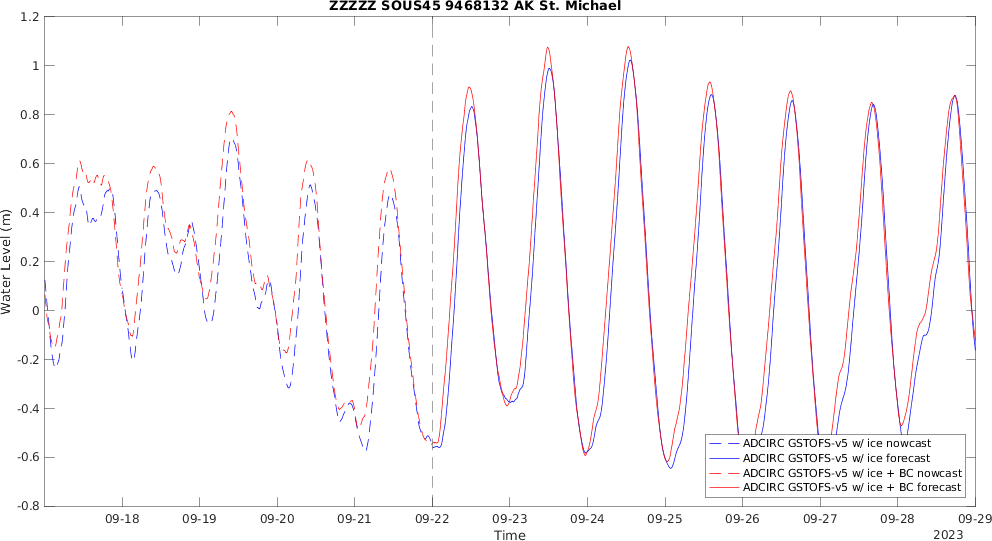 ZZZZZ SOUS45 9468132 AK St. Michael
1.2
1
0.8
0.6
0.4
0.2
0
-0.2
-0.4
-0.6
-0.8
Water Level (m)
ADCIRC GSTOFS-v5 w/ ice nowcast
ADCIRC GSTOFS-v5 w/ ice forecast
ADCIRC GSTOFS-v5 w/ ice + BC nowcast
ADCIRC GSTOFS-v5 w/ ice + BC forecast
09-18 09-19 09-20 09-21 09-22 09-23 09-24 09-25 09-26 09-27 09-28 09-29
Time
2023